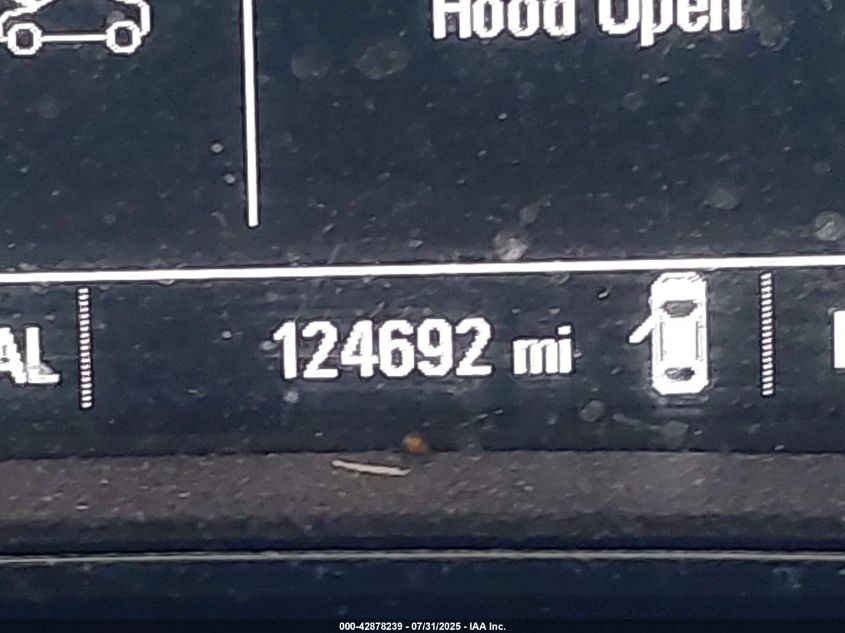 Hood Open
AL
124692 mi
000-42878239 - 07/31/2025 - IAA Inc.